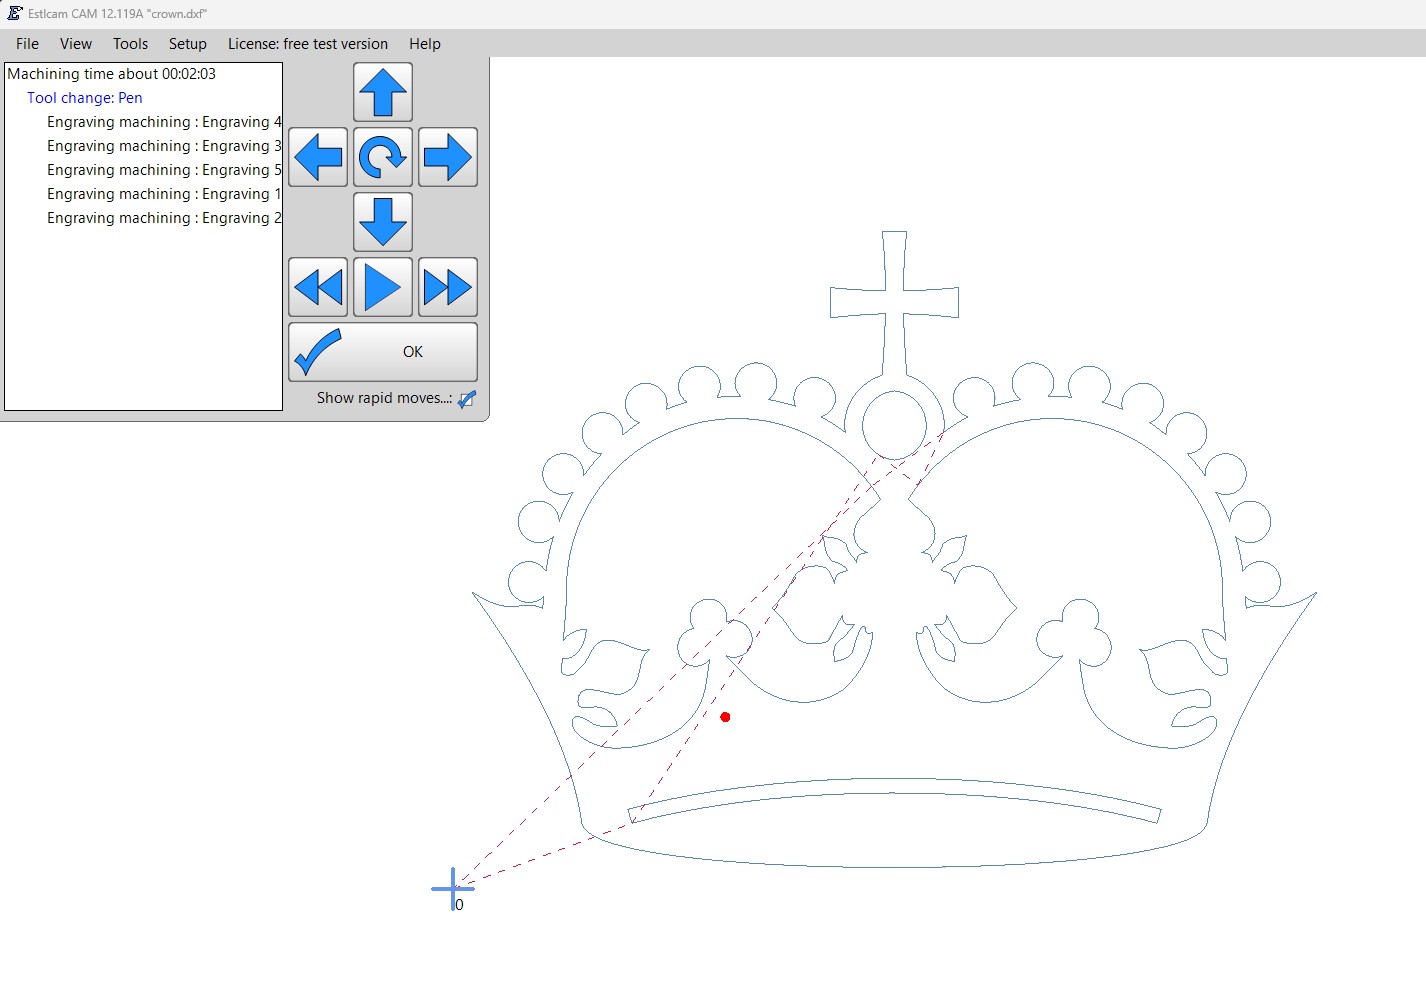 Estlcam CAM 12.119A "crown.dxf"
File View Tools Setup License: free test version Help
Machining time about 00:02:03
Tool change: Pen
Engraving machining : Engraving 4
Engraving machining : Engraving 3
Engraving machining : Engraving 5
Engraving machining : Engraving 1
Engraving machining : Engraving 2
OK
Show rapid moves...:
0